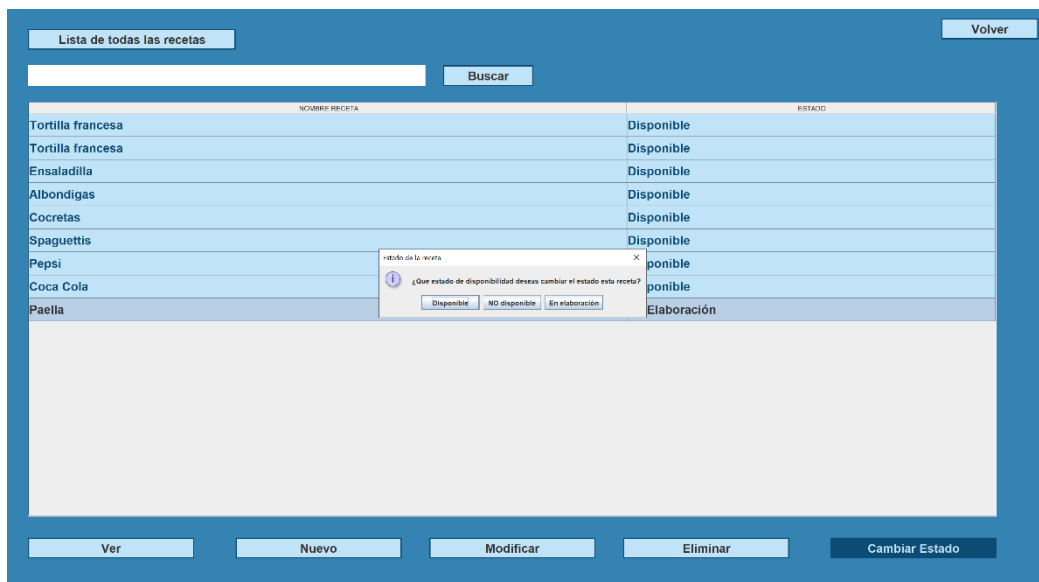 Volver
Lista de todas las recetas
Buscar
NOMBRE RECETA ESTADO
Tortilla francesa Disponible
Tortilla francesa Disponible
Ensaladilla Disponible
Albondigas Disponible
Cocretas Disponible
Spaguettis Disponible
Estado de la receta
Pepsi ponible
¿Que estado de disponibilidad deseas cambiar el estado esta receta?
Coca Cola ponible
Disponible NO disponible En elaboración
Paella Elaboración
Ver Nuevo Modificar Eliminar Cambiar Estado